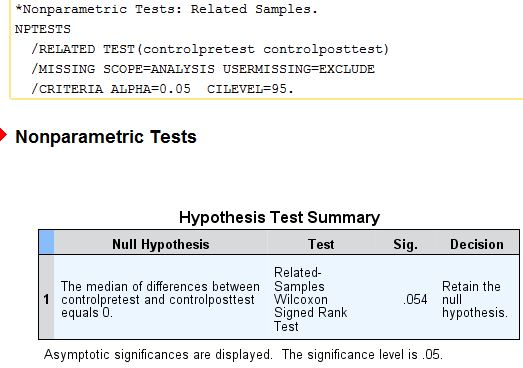 *Nonparametric Tests: Related Samples.
NPTESTS
/RELATED TEST(controlpretest controlposttest)
/MISSING SCOPE=ANALYSIS USERMISSING=EXCLUDE
/CRITERIA ALPHA=0.05 CILEVEL=95.
Nonparametric Tests
Hypothesis Test Summary
Null Hypothesis Test Sig. Decision
1 The median of differences between controlpretest and controlposttest equals 0.
Related-
Samples
Wilcoxon
Signed Rank
Test
.054
Retain the
null
hypothesis.
Asymptotic significances are displayed. The significance level is .05.